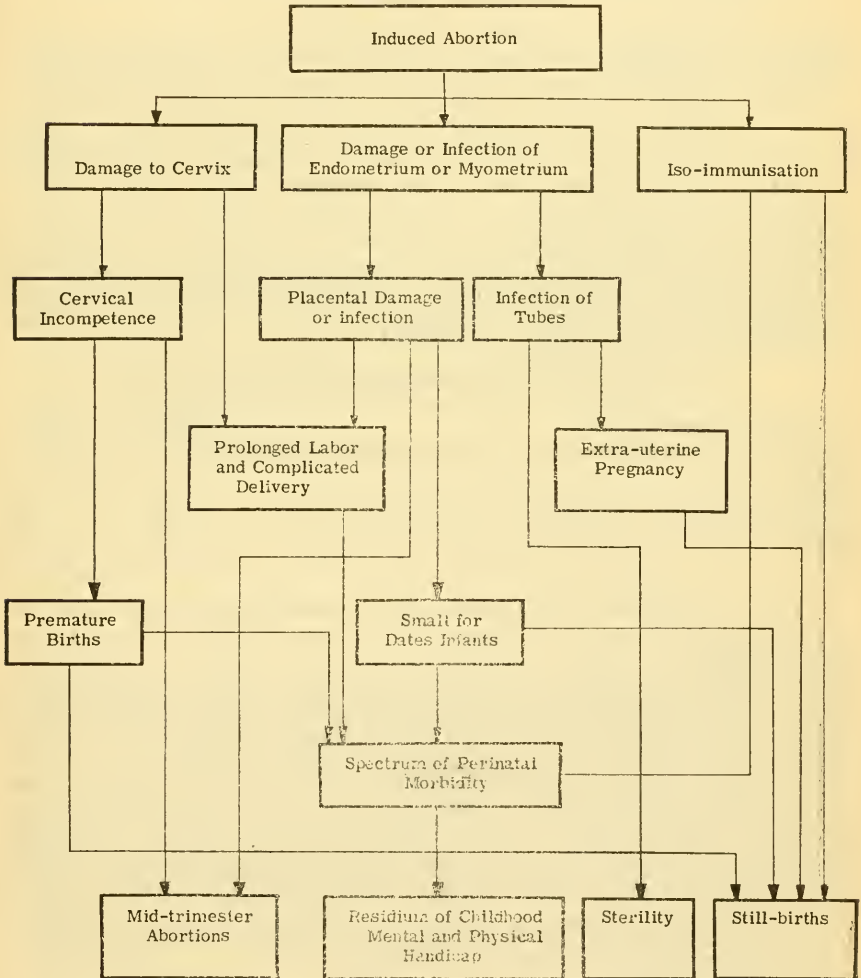 Induced Abortion
Damage to Cervix
Damage or Infection of
Endometrium or Myometrium
Iso-immunisation
Cervical
Incompetence
Placental Damage
or infection
Infection of
Tubes
Prolonged Labor
and Complicated
Delivery
Extra-uterine
Pregnancy
Premature
Births
Small for
Dates Infants
Spectrum of Perinatal
Morbidity
Mid-trimester
Abortions
Residium of Childhood
Mental and Physical
Handicap
Sterility
Still-births